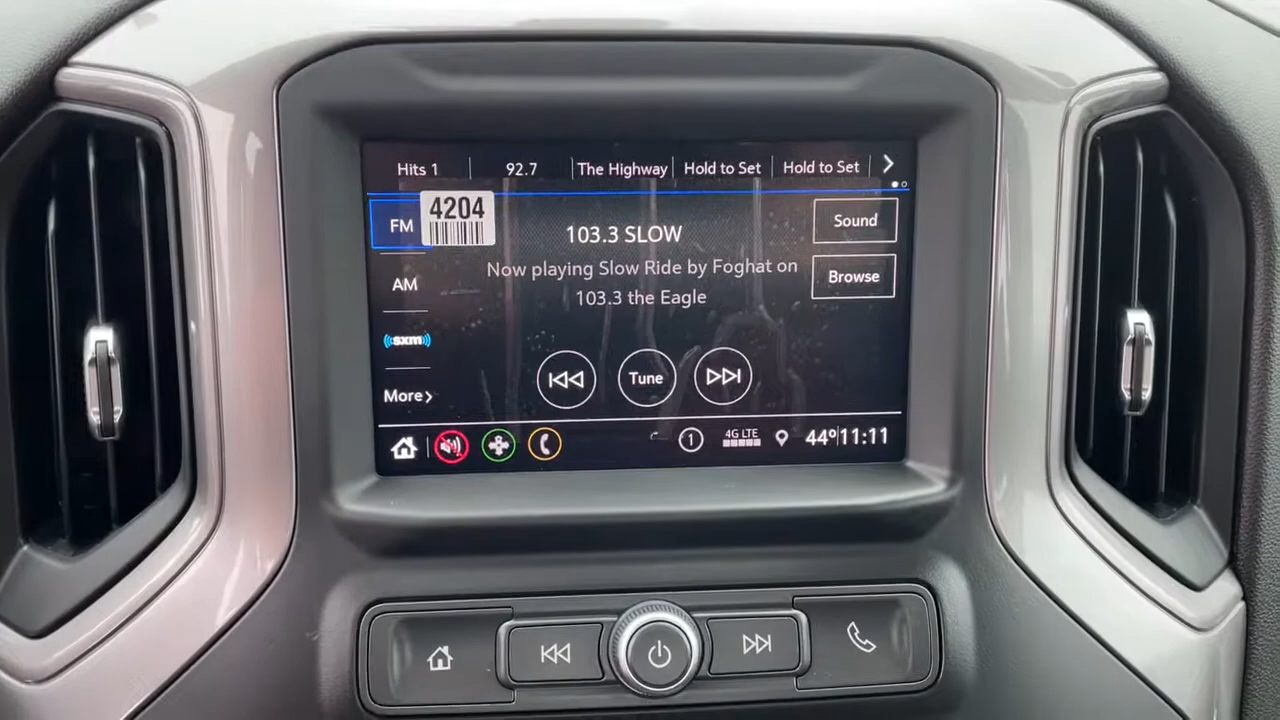 Hits 1
92.7
The Highway
Hold to Set
Hold to Set
FM
4204
103.3 SLOW
Sound
Now playing Slow Ride by Foghat on
103.3 the Eagle
Browse
AM
((sxm))
More
Tune
1
4G LTE
44° 11:11